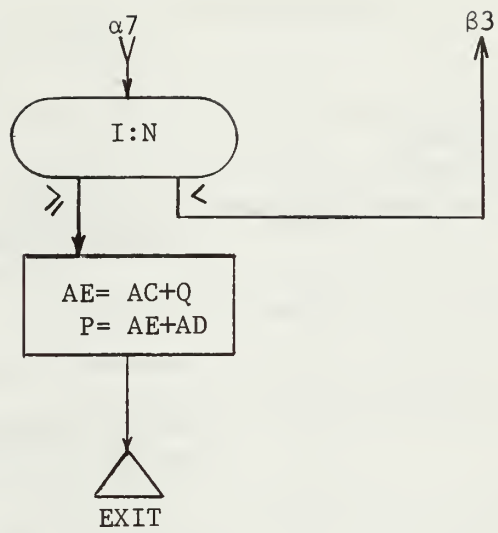 α7
β3
I:N
≥
<
AE= AC+Q
P= AE+AD
EXIT